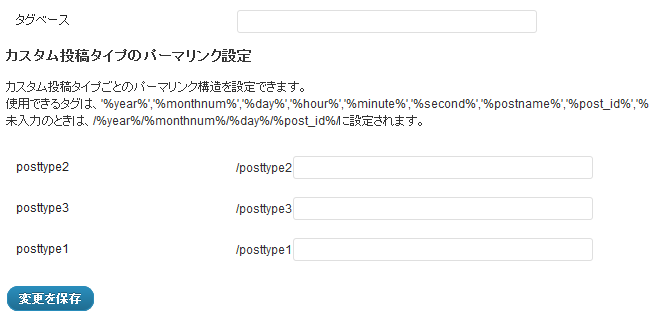 タグベース
カスタム投稿タイプのパーマリンク設定
カスタム投稿タイプごとのパーマリンク構造を設定できます。
使用できるタグは、'%year%','%monthnum%','%day%','%hour%','%minute%','%second%','%postname%','%post_id%','%
未入力のときは、/%year%/%monthnum%/%day%/%post_id%/に設定されます。
posttype2 /posttype2
posttype3 /posttype3
posttype1 /posttype1
変更を保存